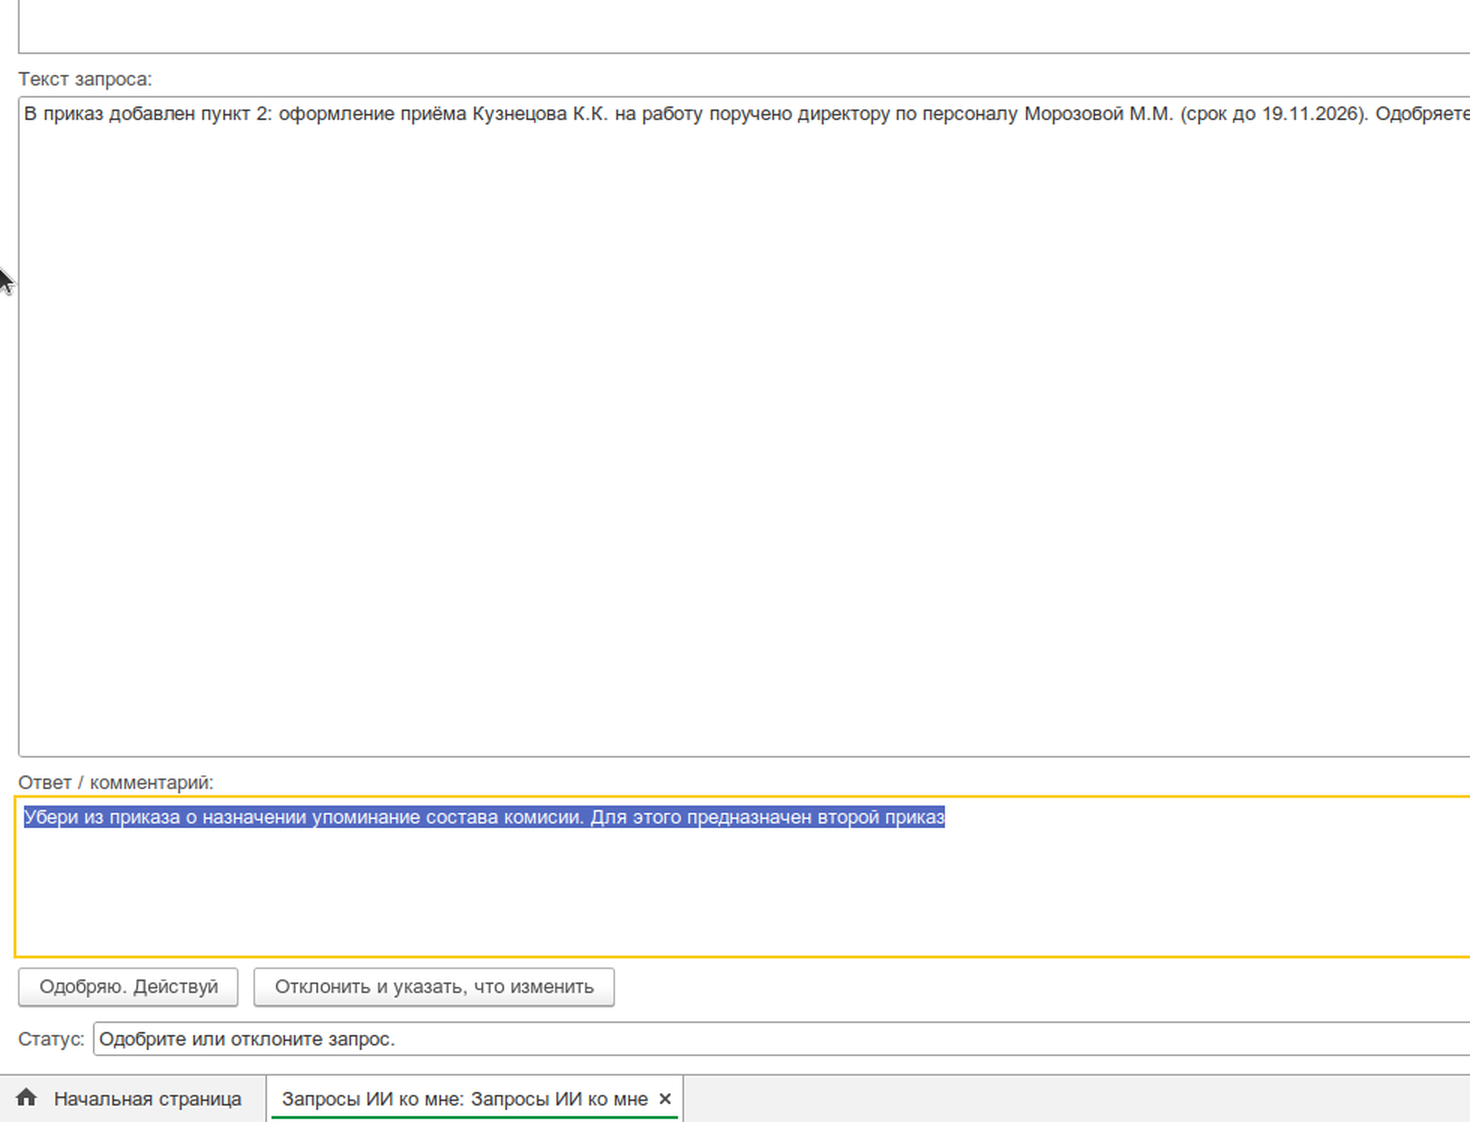 Текст запроса:
В приказ добавлен пункт 2: оформление приёма Кузнецова К.К. на работу поручено директору по персоналу Морозовой М.М. (срок до 19.11.2026). Одобряете
Ответ / комментарий:
Убери из приказа о назначении упоминание состава комисии. Для этого предназначен второй приказ
Одобряю. Действуй
Отклонить и указать, что изменить
Статус: Одобрите или отклоните запрос.
Начальная страница
Запросы ИИ ко мне: Запросы ИИ ко мне